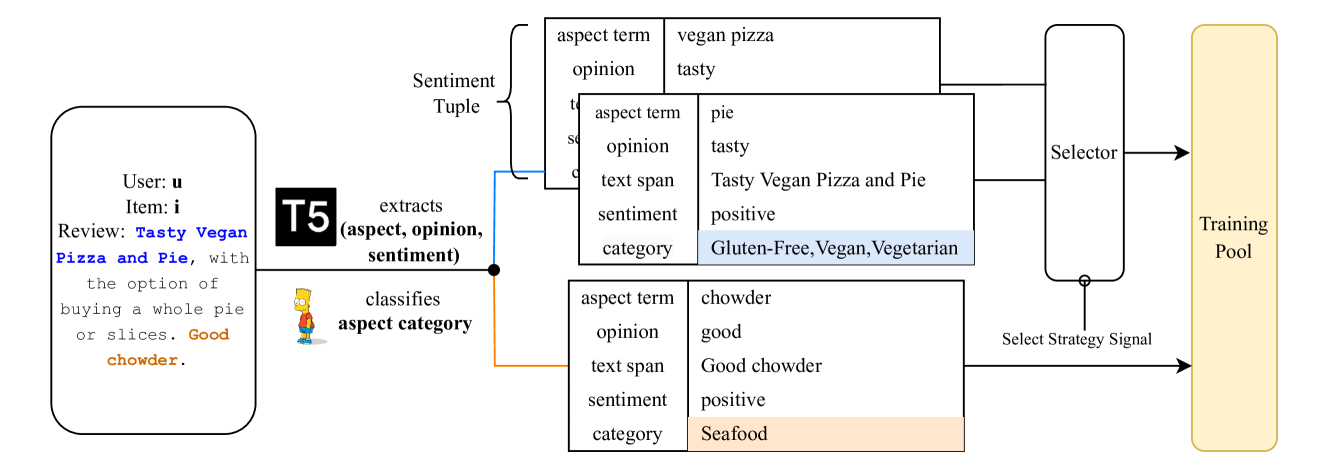 User: u
Item: i
Review: Tasty Vegan
Pizza and Pie, with
the option of
buying a whole pie
or slices. Good
chowder.
T5
extracts
(aspect, opinion,
sentiment)
classifies
aspect category
Sentiment
Tuple
aspect term vegan pizza
opinion tasty
aspect term pie
opinion tasty
text span Tasty Vegan Pizza and Pie
sentiment positive
category Gluten-Free,Vegan,Vegetarian
aspect term chowder
opinion good
text span Good chowder
sentiment positive
category Seafood
Selector
Select Strategy Signal
Training
Pool